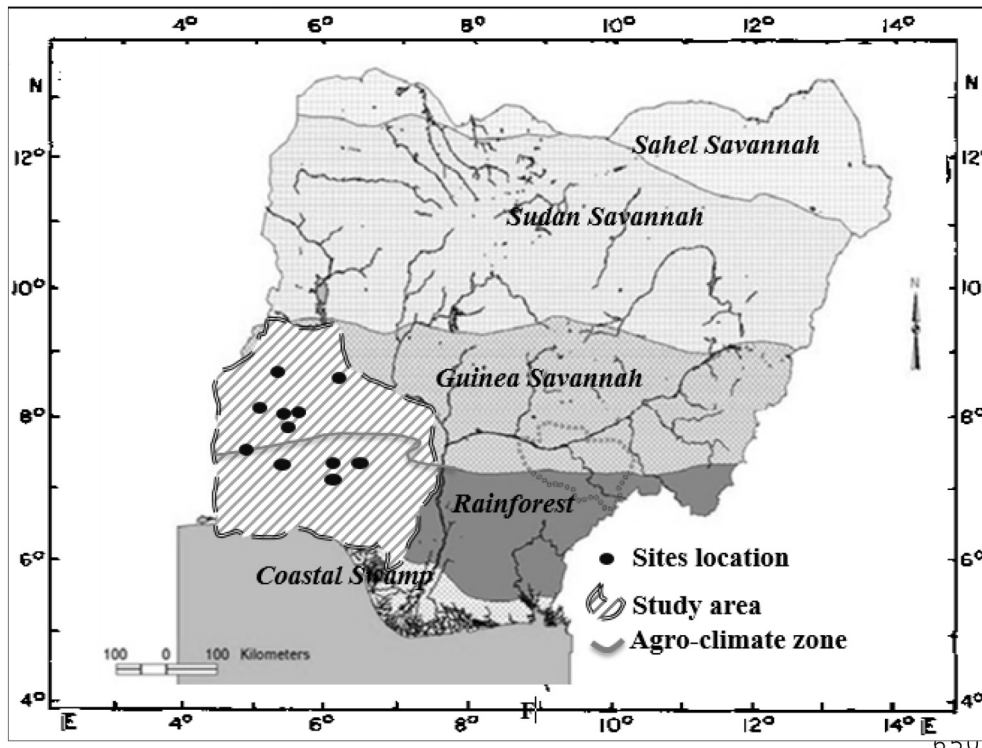 4° 6° 8° 10° 12°
N N
Sahel Savannah
12° 12°
Sudan Savannah
N
10° 10°
Guinea Savannah
8° 8°
Rainforest
6° 6°
Sites location
Coastal Swamp
Study area
Agro-climate zone
100 0 100 Kilometers
4° 4°
E 4° 6° 8° F 10° 12° E